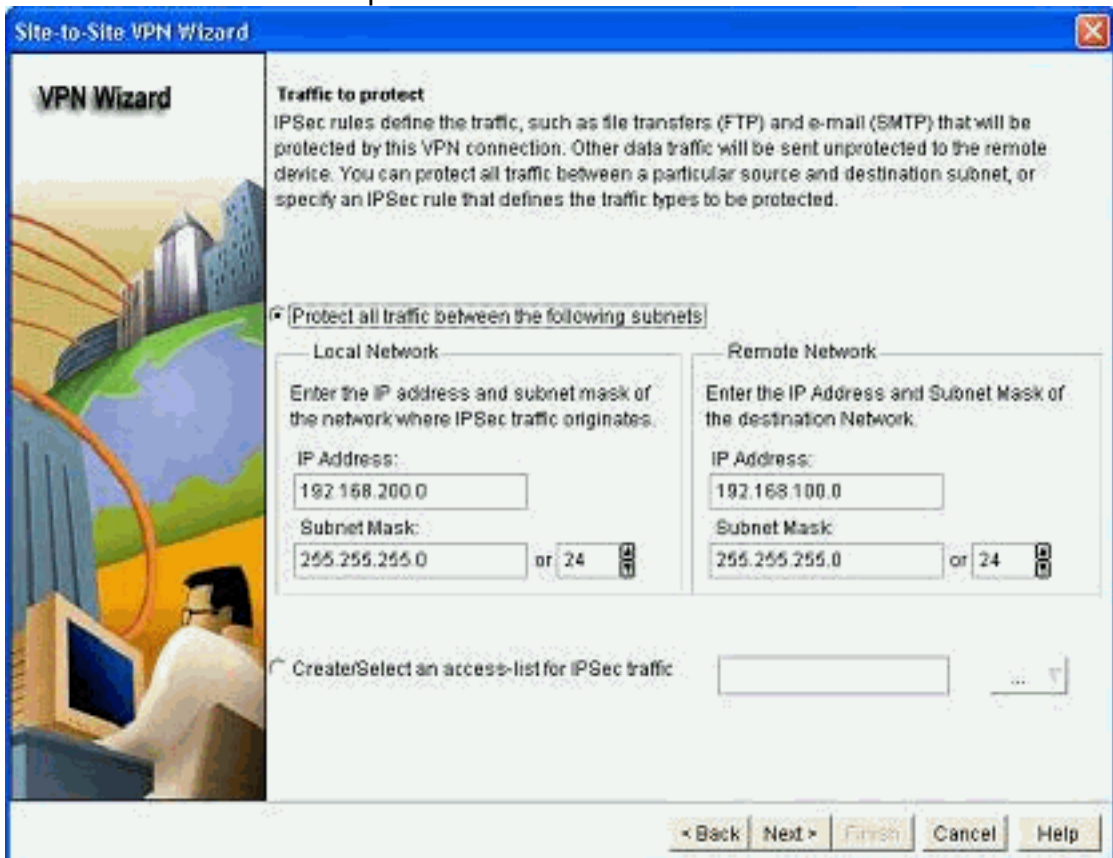 Site-to-Site VPN Wizard
VPN Wizard
Traffic to protect
IPSec rules define the traffic, such as file transfers (FTP) and e-mail (SMTP) that will be
protected by this VPN connection. Other data traffic will be sent unprotected to the remote
device. You can protect all traffic between a particular source and destination subnet, or
specify an IPSec rule that defines the traffic types to be protected.
Protect all traffic between the following subnets
Local Network
Enter the IP address and subnet mask of
the network where IPSec traffic originates.
IP Address:
192.168.200.0
Subnet Mask:
255.255.255.0 or 24
Remote Network
Enter the IP Address and Subnet Mask of
the destination Network.
IP Address:
192.168.100.0
Subnet Mask:
255.255.255.0 or 24
Create/Select an access-list for IPSec traffic
...
< Back Next > Finish Cancel Help